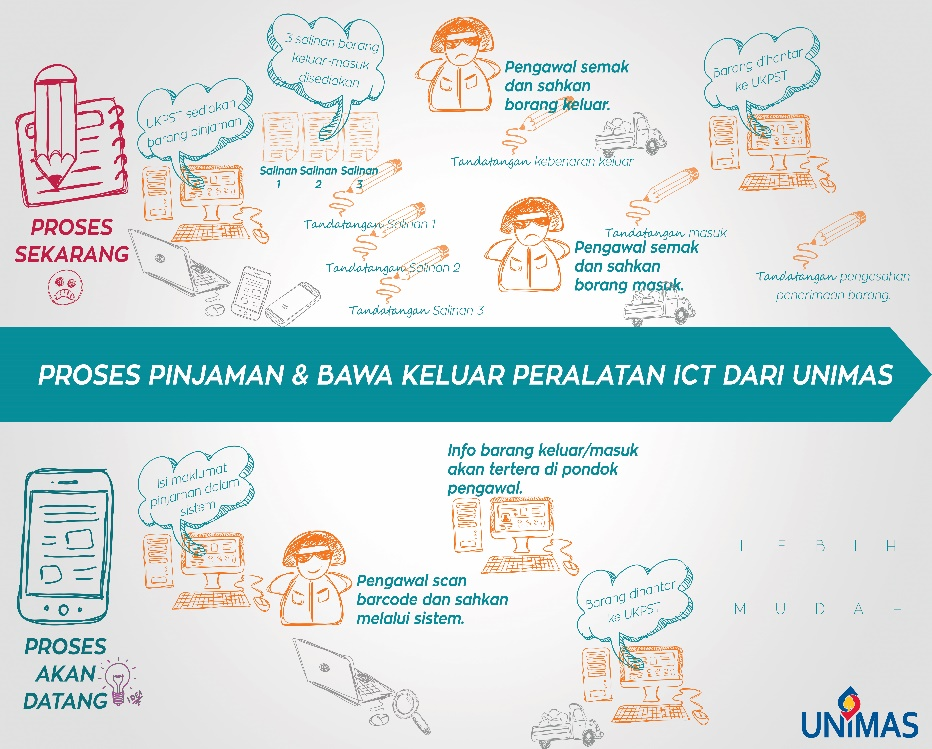 PROSES
SEKARANG
UKPST sediakan
barang pinjaman
3 salinan borang
keluar-masuk
disediakan
Salinan Salinan Salinan
1 2 3
Tandatangan Salinan 1
Tandatangan Salinan 2
Tandatangan Salinan 3
Pengawal semak
dan sahkan
borang keluar.
Tandatangan kebenaran keluar
Pengawal semak
dan sahkan
borang masuk.
Tandatangan masuk
Barang dihantar
ke UKPST
Tandatangan pengesahan
penerimaan barang.
PROSES PINJAMAN & BAWA KELUAR PERALATAN ICT DARI UNIMAS
PROSES
AKAN
DATANG
Isi maklumat
pinjaman dalam
sistem
Pengawal scan
barcode dan sahkan
melalui sistem.
Info barang keluar/masuk
akan tertera di pondok
pengawal.
Barang dihantar
ke UKPST
L E B I H
M U D A H
UNIMAS